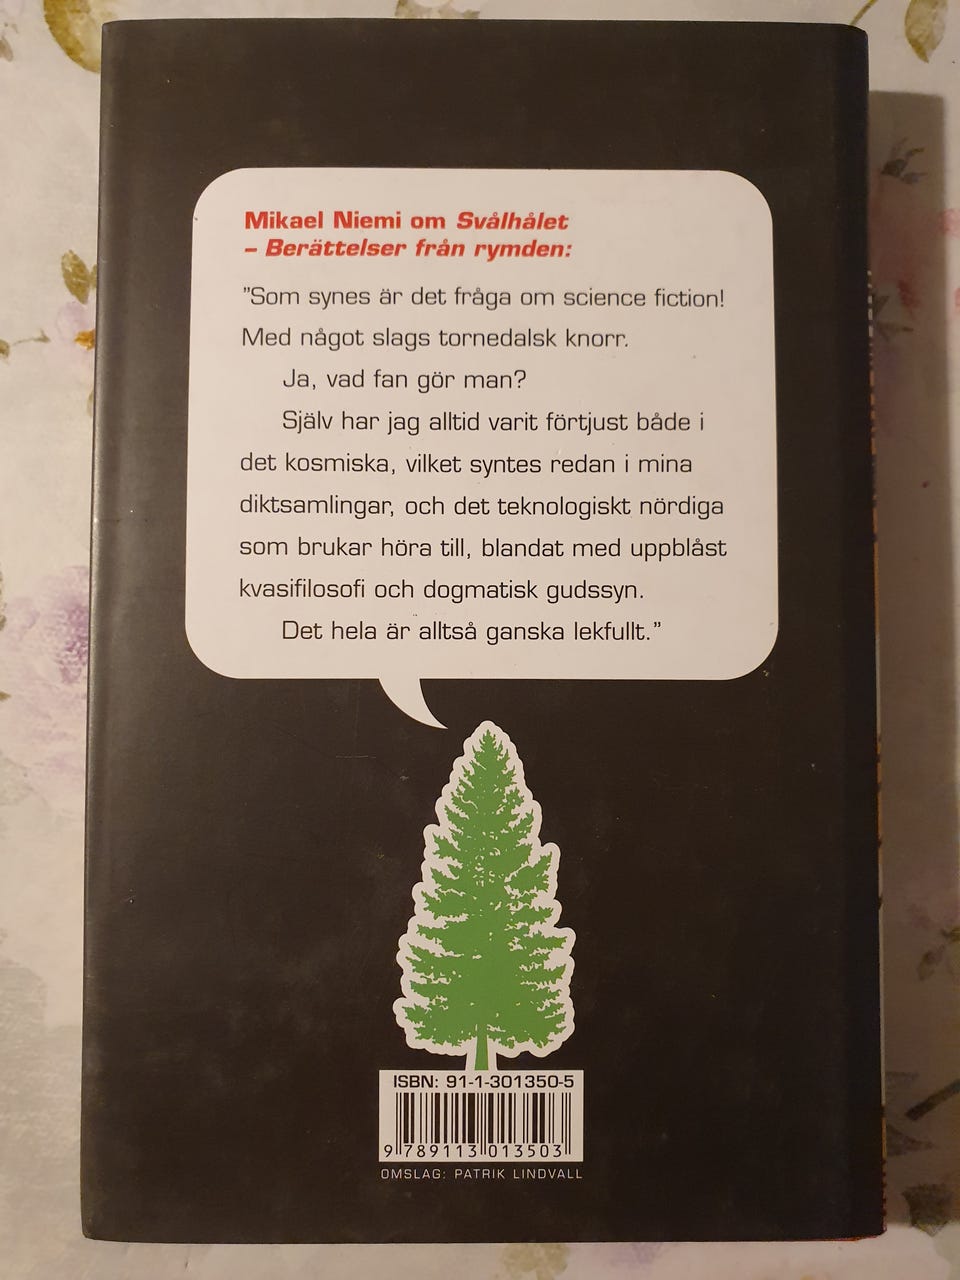 Mikael Niemi om Svålhålet
– Berättelser från rymden:
”Som synes är det fråga om science fiction!
Med något slags tornedalsk knorr.
Ja, vad fan gör man?
Själv har jag alltid varit förtjust både i
det kosmiska, vilket syntes redan i mina
diktsamlingar, och det teknologiskt nördiga
som brukar höra till, blandat med uppblåst
kvasifilosofi och dogmatisk gudssyn.
Det hela är alltså ganska lekfullt.”
ISBN: 91-1-301350-5
9 789113 013503
OMSLAG: PATRIK LINDVALL